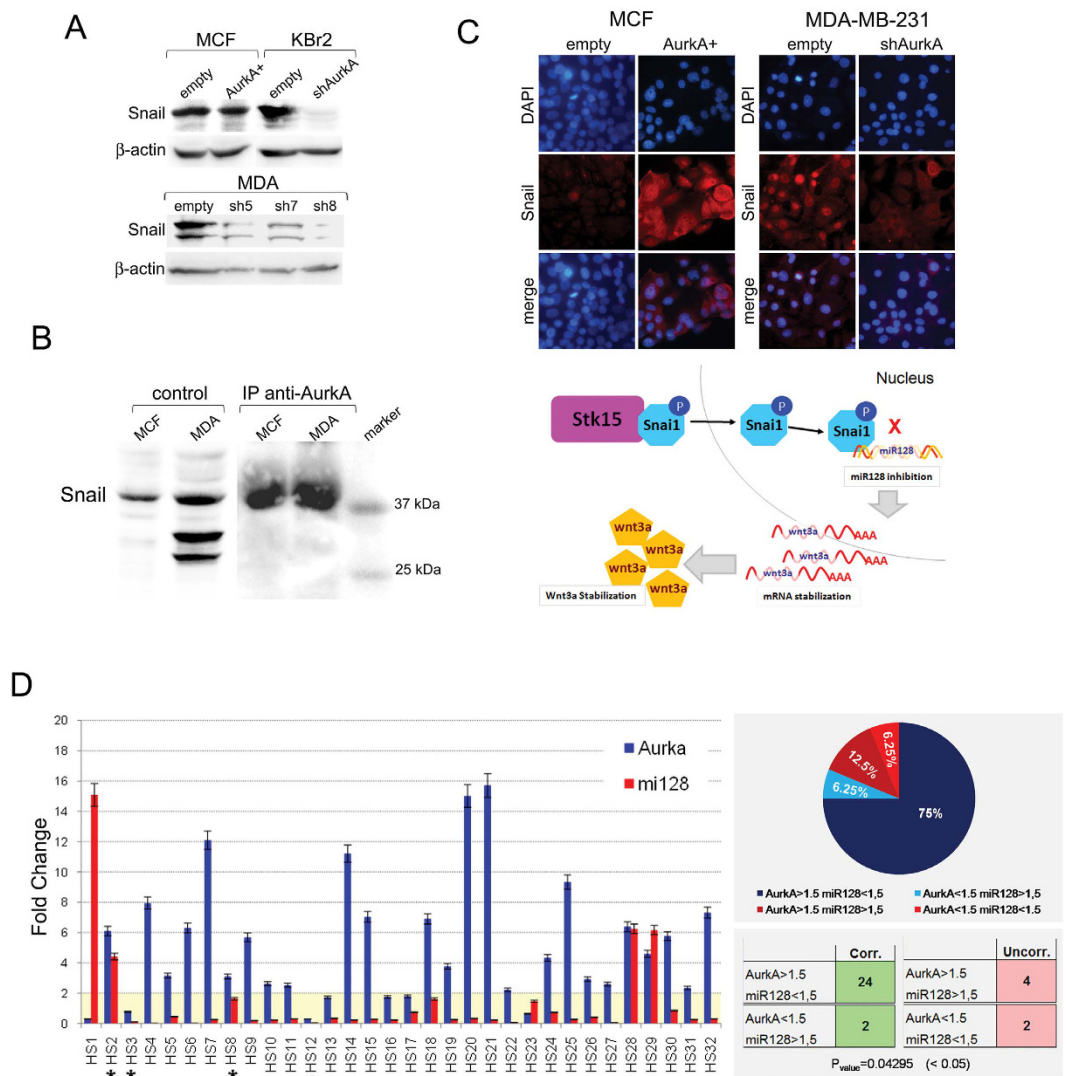 A
MCF
KBr2
empty
AurkA+
empty
shAurkA
Snail
β-actin
MDA
empty sh5 sh7 sh8
Snail
β-actin
B
control
IP anti-AurkA
MCF
MDA
MCF
MDA
marker
Snail
37 kDa
25 kDa
C
MCF
MDA-MB-231
empty
AurkA+
empty
shAurkA
DAPI
Snail
merge
DAPI
Snail
merge
Nucleus
Stk15
P
Snai1
P
Snai1
P
Snai1
X
miR128
miR128 inhibition
wnt3a
AAA
wnt3a
AAA
wnt3a
AAA
mRNA stabilization
wnt3a
wnt3a
wnt3a
wnt3a
Wnt3a Stabilization
D
Fold Change
20
18
16
14
12
10
8
6
4
2
0
Aurka
mi128
HS1
HS2
HS3
HS4
HS5
HS6
HS7
HS8
HS9
HS10
HS11
HS12
HS13
HS14
HS15
HS16
HS17
HS18
HS19
HS20
HS21
HS22
HS23
HS24
HS25
HS26
HS27
HS28
HS29
HS30
HS31
HS32
* * *
6.25%
12.5%
6.25%
75%
AurkA>1.5 miR128<1,5
AurkA<1.5 miR128>1,5
AurkA>1.5 miR128>1,5
AurkA<1.5 miR128<1.5
Corr.
AurkA>1.5
miR128<1,5
24
AurkA<1.5
miR128>1,5
2
Uncorr.
AurkA>1.5
miR128>1,5
4
AurkA<1.5
miR128<1,5
2
Pvalue=0.04295 (< 0.05)